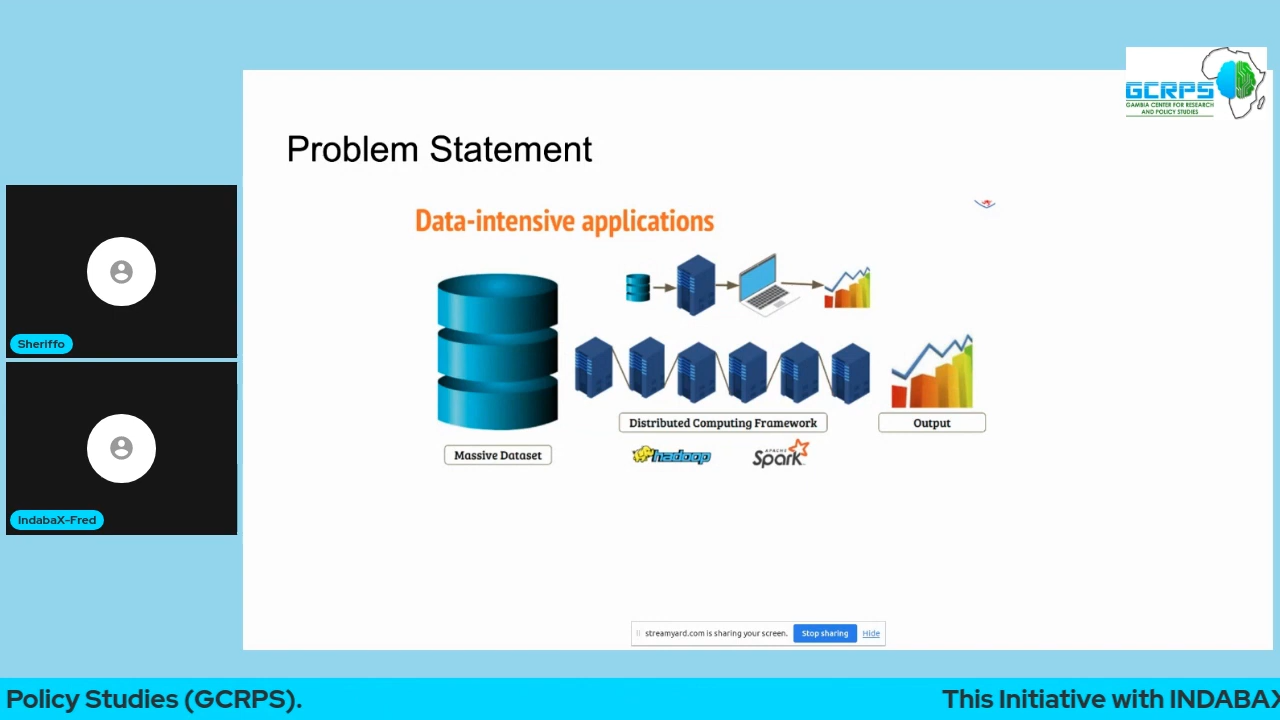 GCRPS
GAMBIA CENTER FOR RESEARCH
AND POLICY STUDIES
Problem Statement
Data-intensive applications
Distributed Computing Framework
Output
Massive Dataset
hadoop
APACHE
Spark
Sheriffo
IndabaX-Fred
streamyard.com is sharing your screen. Stop sharing Hide
Policy Studies (GCRPS). This Initiative with INDABAX